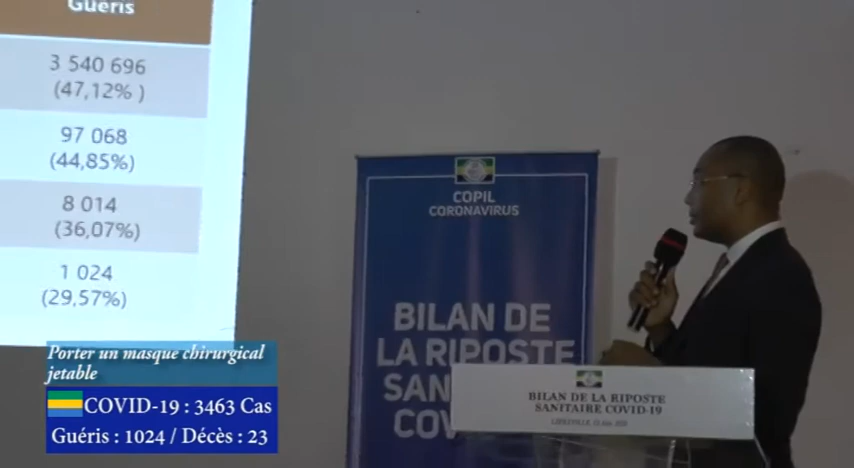 Guéris
3 540 696
(47,12% )
97 068
(44,85%)
8 014
(36,07%)
1 024
(29,57%)
COPIL
CORONAVIRUS
BILAN DE
LA RIPOSTE
BILAN DE LA RIPOSTE
SANITAIRE COVID-19
Porter un masque chirurgical
jetable
COVID-19 : 3463 Cas
Guéris : 1024 / Décès : 23